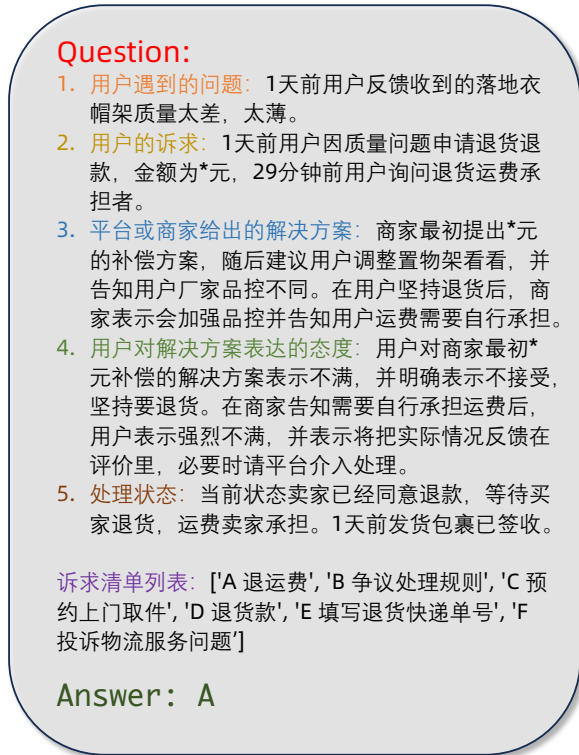 Question:
1. 用户遇到的问题：1天前用户反馈收到的落地衣
帽架质量太差，太薄。
2. 用户的诉求：1天前用户因质量问题申请退货退
款，金额为*元，29分钟前用户询问退货运费承
担者。
3. 平台或商家给出的解决方案：商家最初提出*元
的补偿方案，随后建议用户调整置物架看看，并
告知用户厂家品控不同。在用户坚持退货后，商
家表示会加强品控并告知用户运费需要自行承担。
4. 用户对解决方案表达的态度：用户对商家最初*
元补偿的解决方案表示不满，并明确表示不接受，
坚持要退货。在商家告知需要自行承担运费后，
用户表示强烈不满，并表示将把实际情况反馈在
评价里，必要时请平台介入处理。
5. 处理状态：当前状态卖家已经同意退款，等待买
家退货，运费卖家承担。1天前发货包裹已签收。
诉求清单列表：['A 退运费', 'B 争议处理规则', 'C 预
约上门取件', 'D 退货款', 'E 填写退货快递单号', 'F
投诉物流服务问题’]
Answer: A